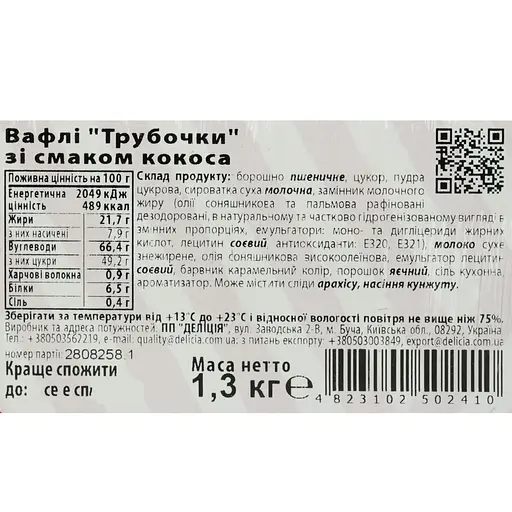 Вафлі "Трубочки"
зі смаком кокоса
Поживна цінність на 100 г
Енергетична цінність 2049 кДж 489 ккал
Жири 21,7 г
з них насичені 7,9 г
Вуглеводи 66,4 г
з них цукри 49,2 г
Харчові волокна 0,9 г
Білки 6,5 г
Сіль 0,4 г
Склад продукту: борошно пшеничне, цукор, пудра
цукрова, сироватка суха молочна, замінник молочного
жиру (олії соняшникова та пальмова рафіновані
дезодоровані, в натуральному та частково гідрогенізованому вигляді в
змінних пропорціях, емульгатори: моно- та дигліцериди жирних
кислот, лецитин соєвий, антиоксиданти: Е320, Е321), молоко сухе
знежирене, олія соняшникова високоолеїнова, емульгатор лецитин
соєвий, барвник карамельний колір, порошок яєчний, сіль кухонна,
ароматизатор. Може містити сліди арахісу, насіння кунжуту.
Зберігати за температури від +13°С до +23°С і відносної вологості повітря не вище ніж 75%.
Виробник та адреса потужностей: ПП "ДЕЛІЦІЯ", вул. Заводська 2-В, м. Буча, Київська обл., 08292, Україна
Тел.: +380503562219, e-mail: quality@delicia.com.ua: з питань експорту: +380503003849, export@delicia.com.ua
номер партії: 2808258.1
Краще спожити
до:
Маса нетто
1,3 кг e
4 823102 502410